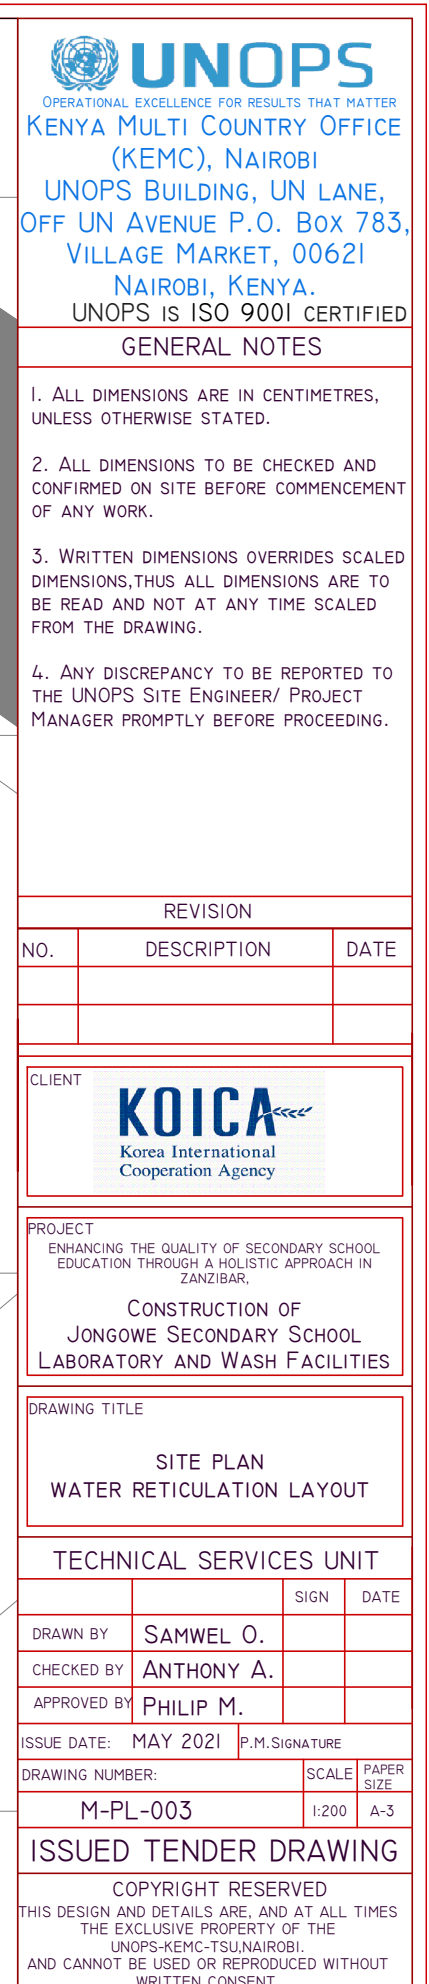 UNOPS
OPERATIONAL EXCELLENCE FOR RESULTS THAT MATTER
KENYA MULTI COUNTRY OFFICE
(KEMC), NAIROBI
UNOPS BUILDING, UN LANE,
OFF UN AVENUE P.O. BOX 783,
VILLAGE MARKET, 00621
NAIROBI, KENYA.
UNOPS IS ISO 9001 CERTIFIED
GENERAL NOTES
1. ALL DIMENSIONS ARE IN CENTIMETRES,
UNLESS OTHERWISE STATED.
2. ALL DIMENSIONS TO BE CHECKED AND
CONFIRMED ON SITE BEFORE COMMENCEMENT
OF ANY WORK.
3. WRITTEN DIMENSIONS OVERRIDES SCALED
DIMENSIONS,THUS ALL DIMENSIONS ARE TO
BE READ AND NOT AT ANY TIME SCALED
FROM THE DRAWING.
4. ANY DISCREPANCY TO BE REPORTED TO
THE UNOPS SITE ENGINEER/ PROJECT
MANAGER PROMPTLY BEFORE PROCEEDING.
REVISION
NO. DESCRIPTION DATE
CLIENT
KOICA
Korea International
Cooperation Agency
PROJECT
ENHANCING THE QUALITY OF SECONDARY SCHOOL
EDUCATION THROUGH A HOLISTIC APPROACH IN
ZANZIBAR,
CONSTRUCTION OF
JONGOWE SECONDARY SCHOOL
LABORATORY AND WASH FACILITIES
DRAWING TITLE
SITE PLAN
WATER RETICULATION LAYOUT
TECHNICAL SERVICES UNIT
SIGN DATE
DRAWN BY SAMWEL O.
CHECKED BY ANTHONY A.
APPROVED BY PHILIP M.
ISSUE DATE: MAY 2021 P.M.SIGNATURE
DRAWING NUMBER: SCALE PAPER SIZE
M-PL-003 1:200 A-3
ISSUED TENDER DRAWING
COPYRIGHT RESERVED
THIS DESIGN AND DETAILS ARE, AND AT ALL TIMES
THE EXCLUSIVE PROPERTY OF THE
UNOPS-KEMC-TSU,NAIROBI.
AND CANNOT BE USED OR REPRODUCED WITHOUT
WRITTEN CONSENT